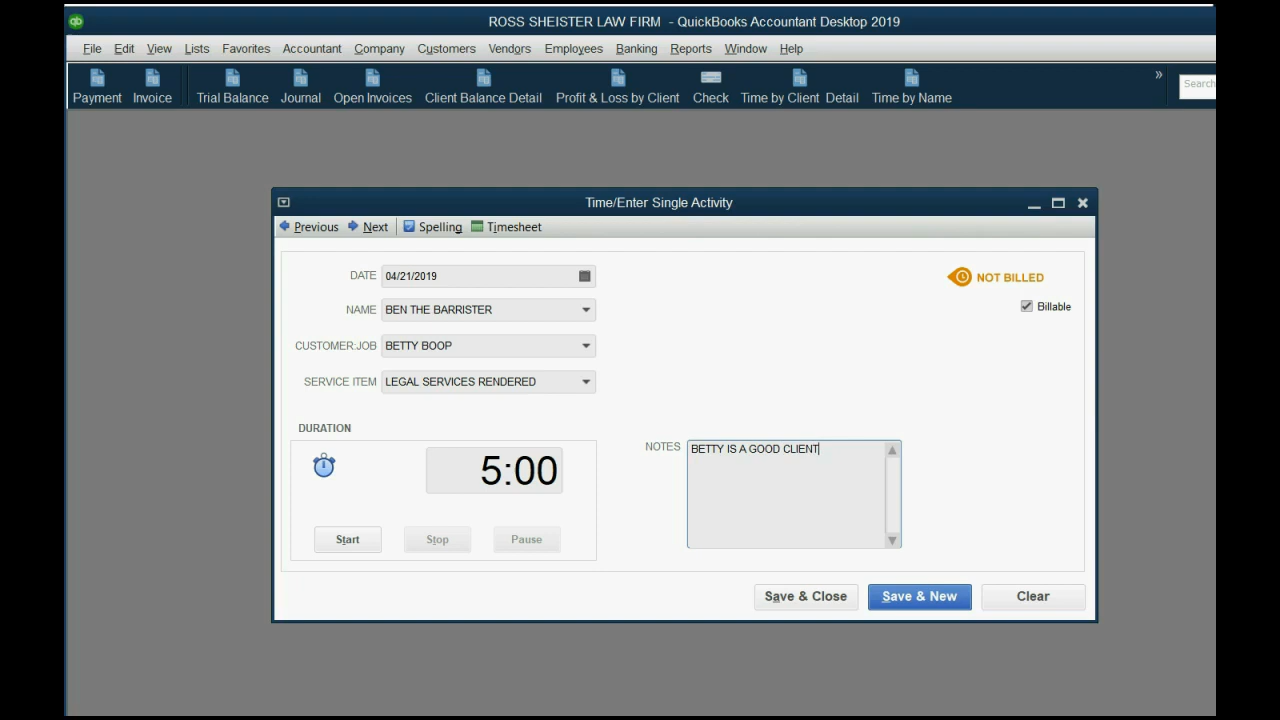 qb ROSS SHEISTER LAW FIRM - QuickBooks Accountant Desktop 2019
File Edit View Lists Favorites Accountant Company Customers Vendors Employees Banking Reports Window Help
Payment Invoice Trial Balance Journal Open Invoices Client Balance Detail Profit & Loss by Client Check Time by Client Detail Time by Name » Search
Time/Enter Single Activity
Previous Next Spelling Timesheet
DATE 04/21/2019
NOT BILLED
NAME BEN THE BARRISTER
Billable
CUSTOMER:JOB BETTY BOOP
SERVICE ITEM LEGAL SERVICES RENDERED
DURATION
5:00
NOTES BETTY IS A GOOD CLIENT
Start Stop Pause
Save & Close Save & New Clear